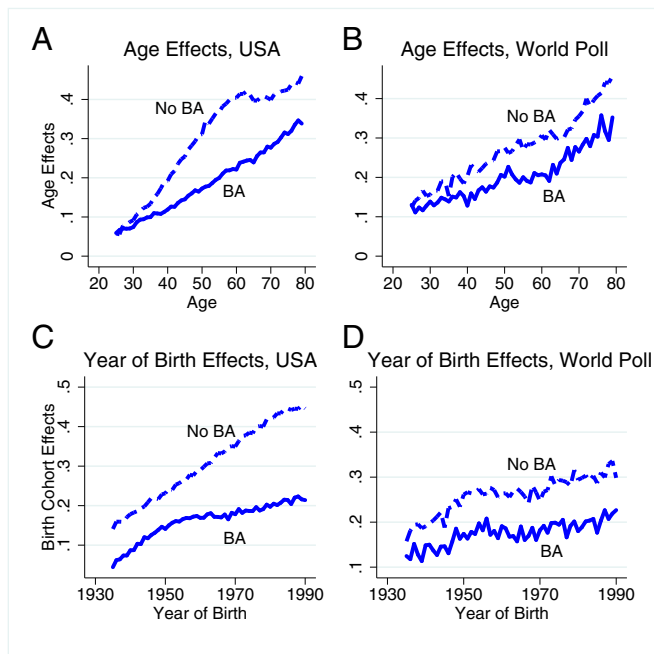 A
Age Effects, USA
Age Effects
.4
.3
.2
.1
0
No BA
BA
20 30 40 50 60 70 80
Age
B
Age Effects, World Poll
.4
.3
.2
.1
0
No BA
BA
20 30 40 50 60 70 80
Age
C
Year of Birth Effects, USA
Birth Cohort Effects
.5
.4
.3
.2
.1
No BA
BA
1930 1950 1970 1990
Year of Birth
D
Year of Birth Effects, World Poll
.5
.4
.3
.2
.1
No BA
BA
1930 1950 1970 1990
Year of Birth